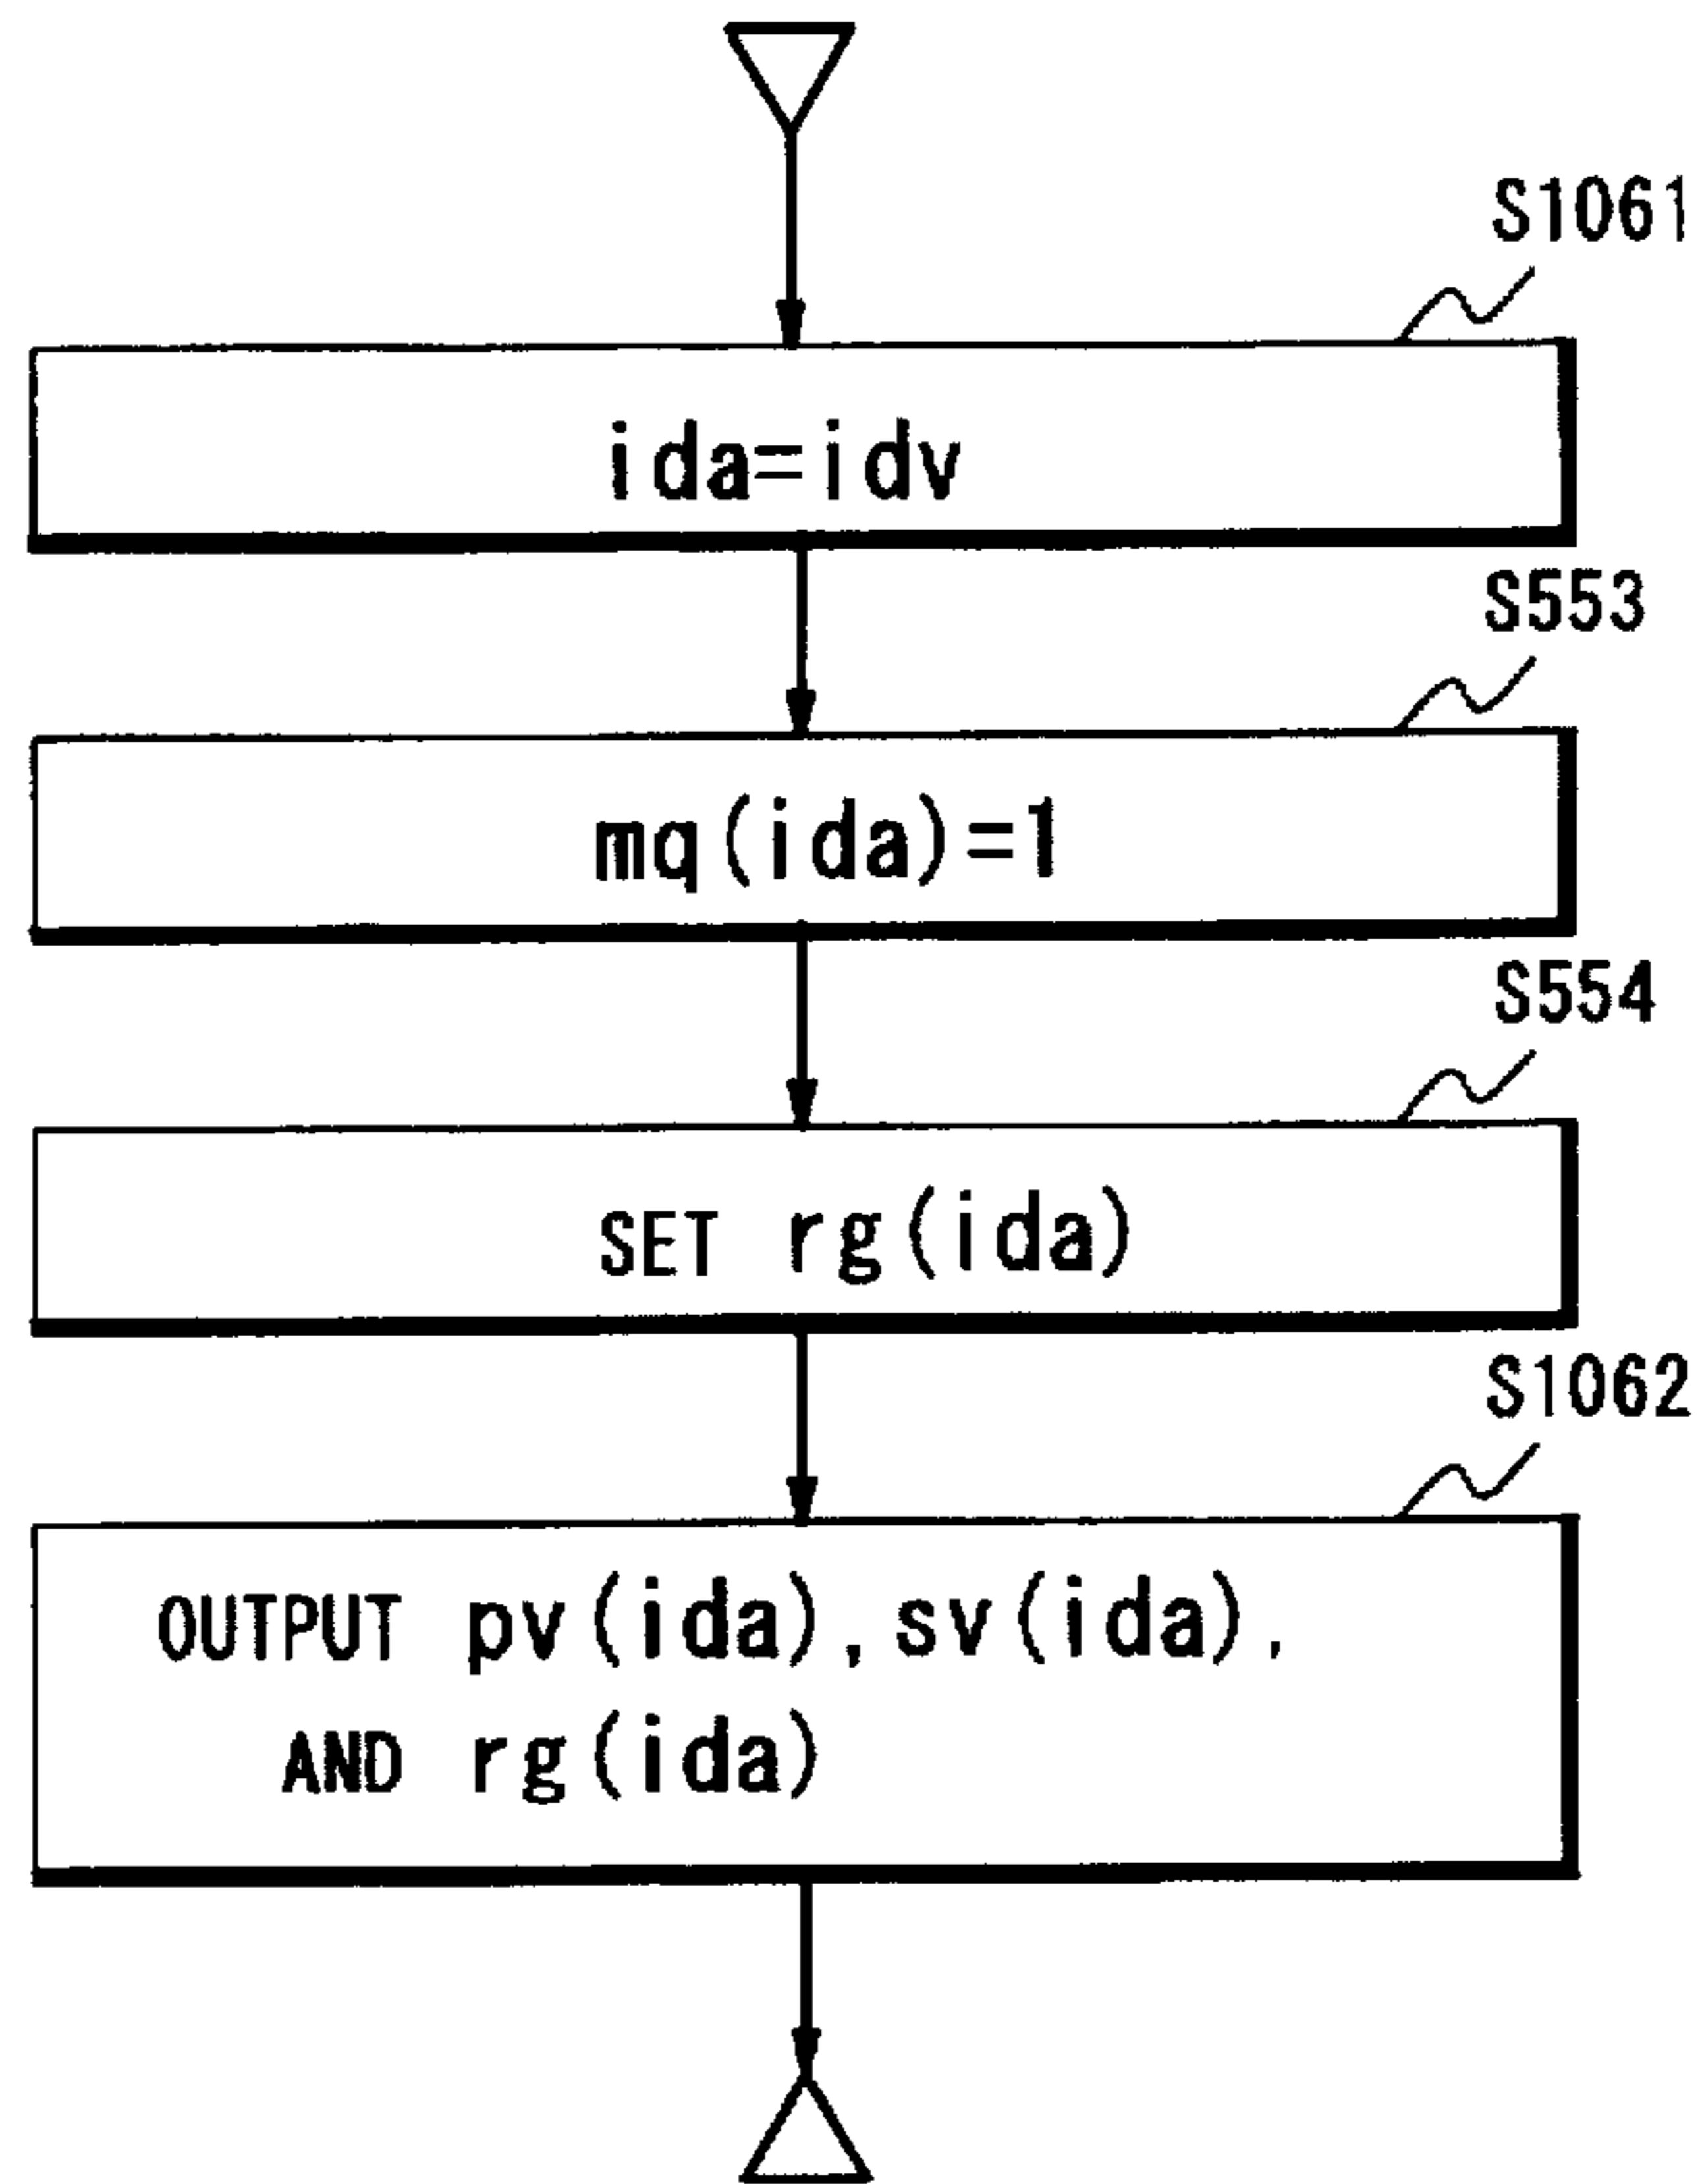 S1061
ida=idv
S553
mq(ida)=1
S554
SET rg(ida)
S1062
OUTPUT pv(ida),sv(ida),
AND rg(ida)